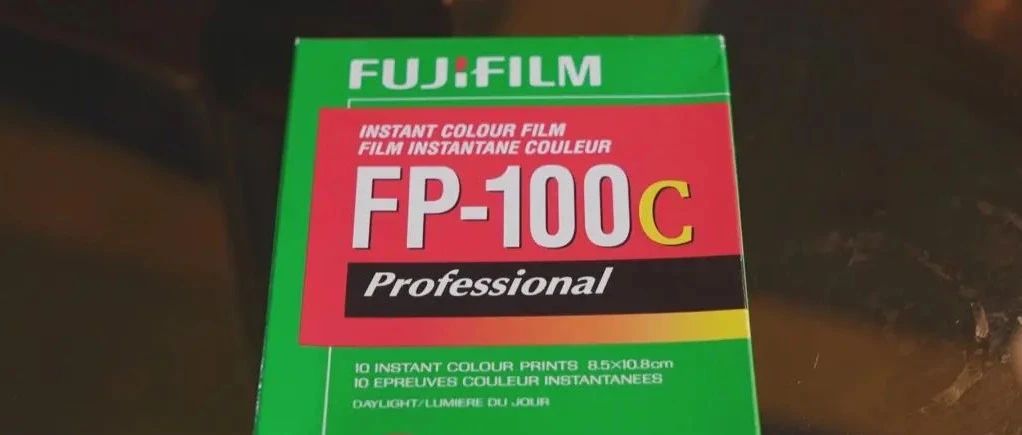 FUJIFILM
INSTANT COLOUR FILM
FILM INSTANTANE COULEUR
FP-100C
Professional
10 INSTANT COLOUR PRINTS 8.5×10.8cm
10 EPREUVES COULEUR INSTANTANEES
DAYLIGHT/LUMIERE DU JOUR